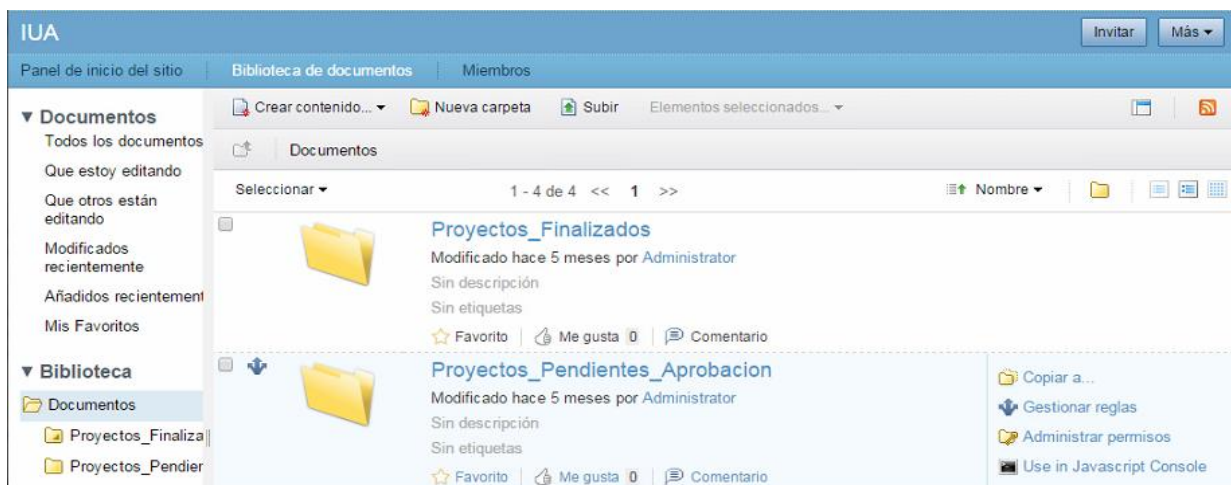 IUA
Invitar
Más
Panel de inicio del sitio
Biblioteca de documentos
Miembros
Documentos
Todos los documentos
Que estoy editando
Que otros están
editando
Modificados
recientemente
Añadidos recientement
Mis Favoritos
Biblioteca
Documentos
Proyectos_Finaliza
Proyectos_Pendier
Crear contenido...
Nueva carpeta
Subir
Elementos seleccionados...
Documentos
Seleccionar
1 - 4 de 4 << 1 >>
Nombre
Proyectos_Finalizados
Modificado hace 5 meses por Administrator
Sin descripción
Sin etiquetas
Favorito
Me gusta 0
Comentario
Proyectos_Pendientes_Aprobacion
Modificado hace 5 meses por Administrator
Sin descripción
Sin etiquetas
Favorito
Me gusta 0
Comentario
Copiar a...
Gestionar reglas
Administrar permisos
Use in Javascript Console